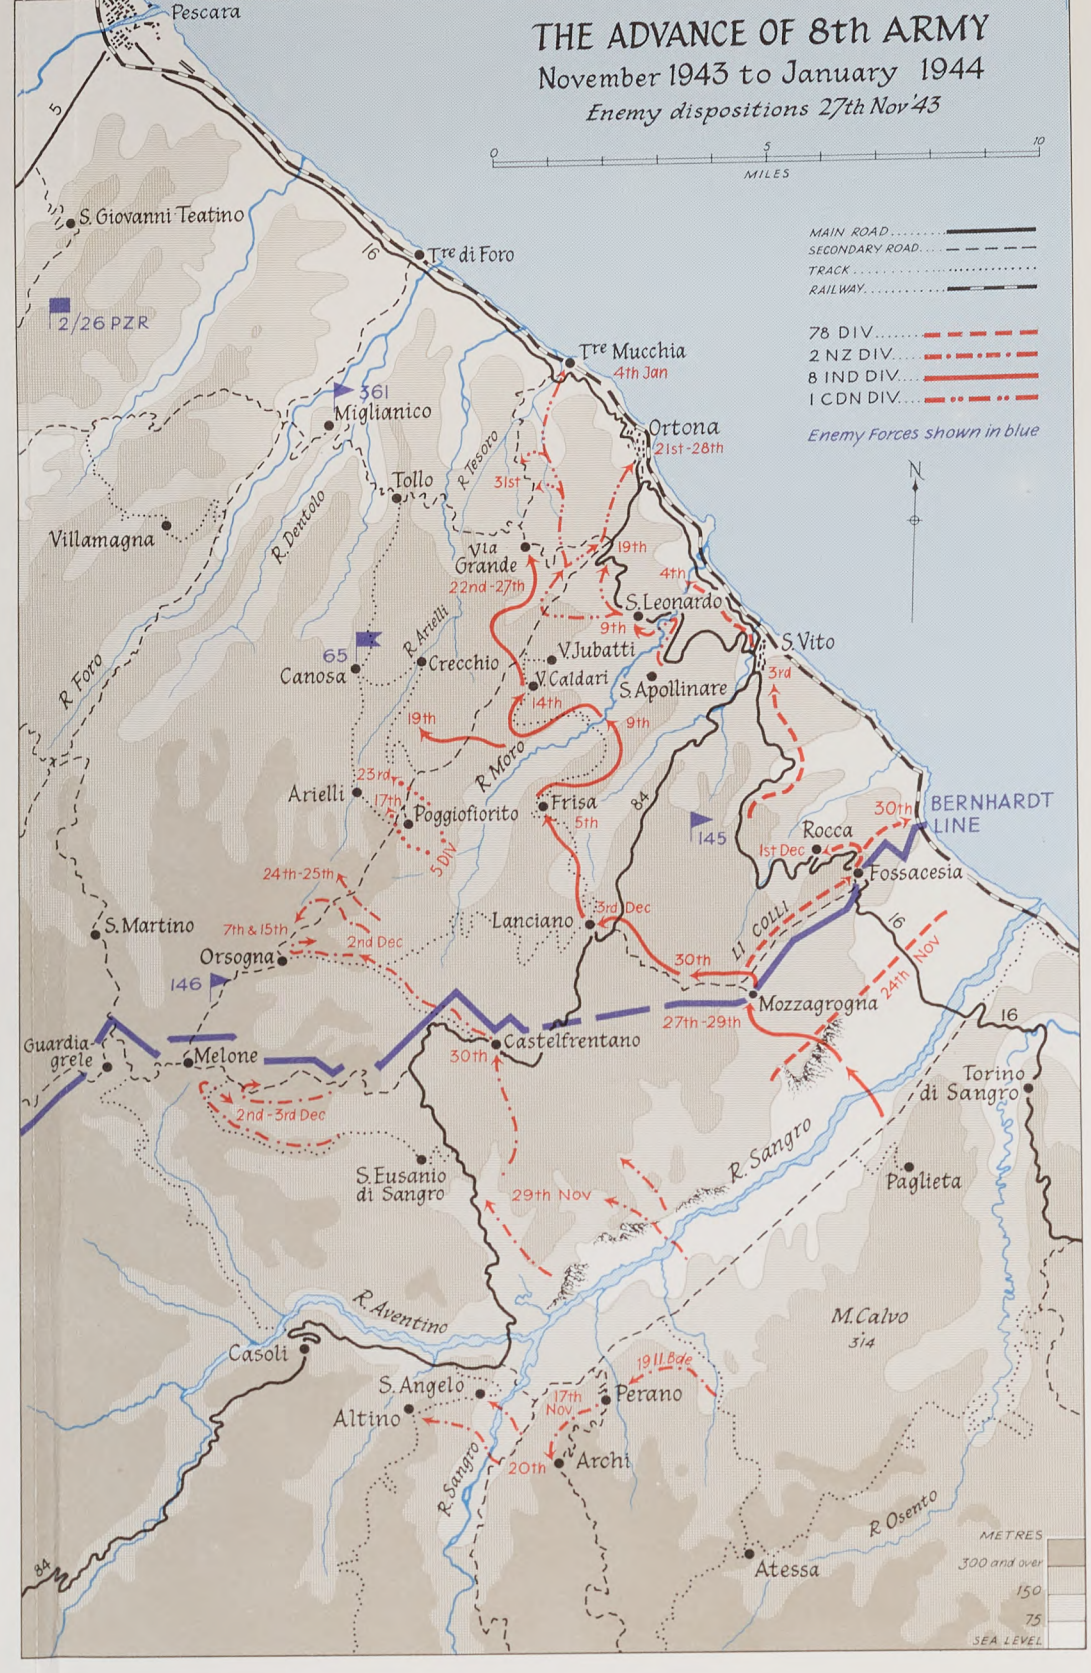 Pescara
THE ADVANCE OF 8th ARMY
November 1943 to January 1944
Enemy dispositions 27th Nov '43
0 5 10
MILES
5
S. Giovanni Teatino
16
Tre di Foro
MAIN ROAD
SECONDARY ROAD
TRACK
RAILWAY
2/26 PZR
78 DIV
2 NZ DIV
8 IND DIV
1 CDN DIV
Enemy Forces shown in blue
Tre Mucchia
4th Jan
361
Miglianico
Ortona
21st-28th
N
R. Tesoro
31st
Tollo
R. Dentolo
Villamagna
Via
Grande
22nd-27th
19th
4th
S. Leonardo
9th
S. Vito
R. Arielli
65
Canosa
Crecchio
V. Jubatti
V. Caldari
S. Apollinare
3rd
R. Foro
14th
19th
9th
R. Moro
23rd
17th
Arielli
Poggiofiorito
5 DIV
Frisa
5th
84
145
30th
BERNHARDT
LINE
Rocca
1st Dec
Fossacesia
24th-25th
7th & 15th
2nd Dec
S. Martino
Orsogna
Lanciano
3rd Dec
LI COLLI
16
24th Nov
146
30th
Mozzagrogna
27th-29th
16
Guardia-
grele
Melone
30th
Castelfrentano
2nd-3rd Dec
Torino
di Sangro
S. Eusanio
di Sangro
29th Nov
R. Sangro
Paglieta
R. Aventino
M. Calvo
314
Casoli
19 II. Bde
S. Angelo
Altino
17th
Nov
Perano
20th
Archi
R. Sangro
R Osento
Atessa
84
METRES
300 and over
150
75
SEA LEVEL